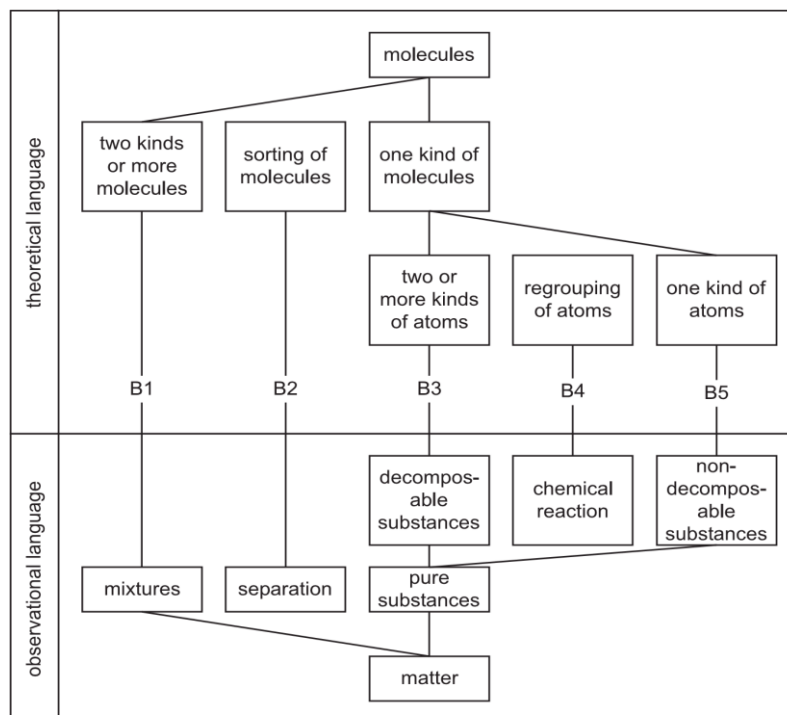 theoretical language
molecules
two kinds
or more
molecules
sorting of
molecules
one kind of
molecules
two or
more kinds
of atoms
regrouping
of atoms
one kind of
atoms
B1
B2
B3
B4
B5
observational language
decompos-
able
substances
chemical
reaction
non-
decompos-
able
substances
mixtures
separation
pure
substances
matter